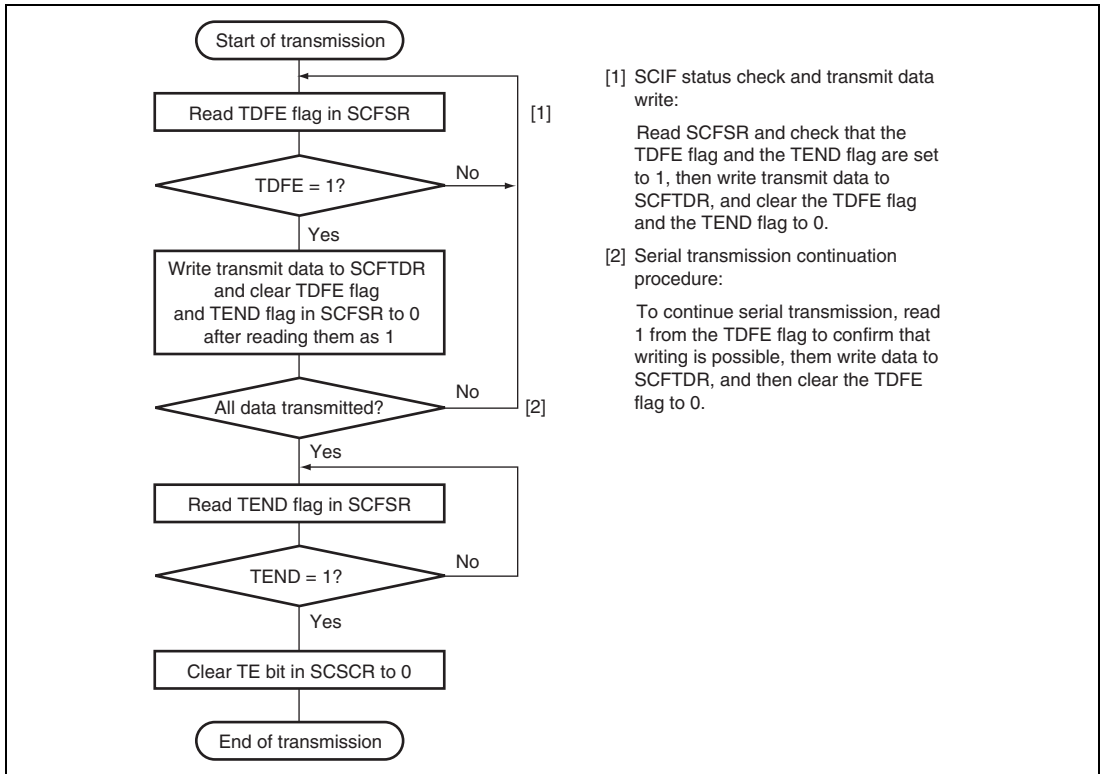 Start of transmission
Read TDFE flag in SCFSR
[1]
TDFE = 1?
No
Yes
Write transmit data to SCFTDR
and clear TDFE flag
and TEND flag in SCFSR to 0
after reading them as 1
All data transmitted?
No
[2]
Yes
Read TEND flag in SCFSR
TEND = 1?
No
Yes
Clear TE bit in SCSCR to 0
End of transmission
[1] SCIF status check and transmit data
write:
Read SCFSR and check that the
TDFE flag and the TEND flag are set
to 1, then write transmit data to
SCFTDR, and clear the TDFE flag
and the TEND flag to 0.
[2] Serial transmission continuation
procedure:
To continue serial transmission, read
1 from the TDFE flag to confirm that
writing is possible, them write data to
SCFTDR, and then clear the TDFE
flag to 0.